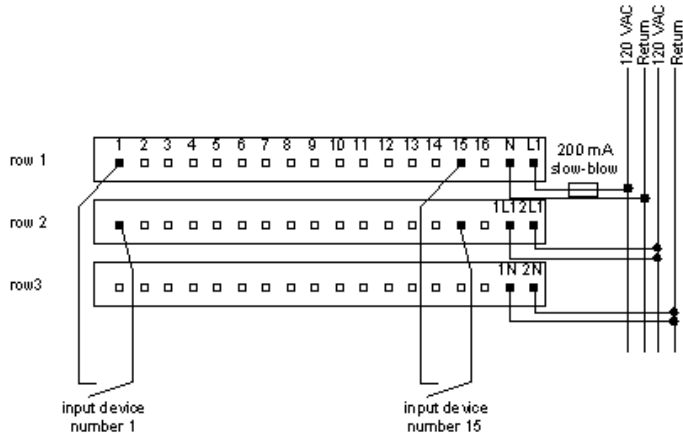 120 VAC
Return
120 VAC
Return
1 2 3 4 5 6 7 8 9 10 11 12 13 14 15 16 N L1
row 1
200 mA
slow-blow
row 2
1L1 2L1
row3
1N 2N
input device
number 1
input device
number 15